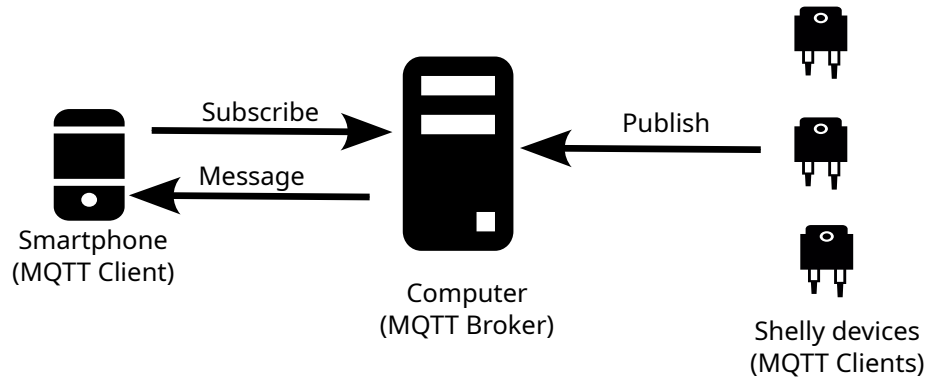 Subscribe
Message
Smartphone
(MQTT Client)
Computer
(MQTT Broker)
Publish
Shelly devices
(MQTT Clients)